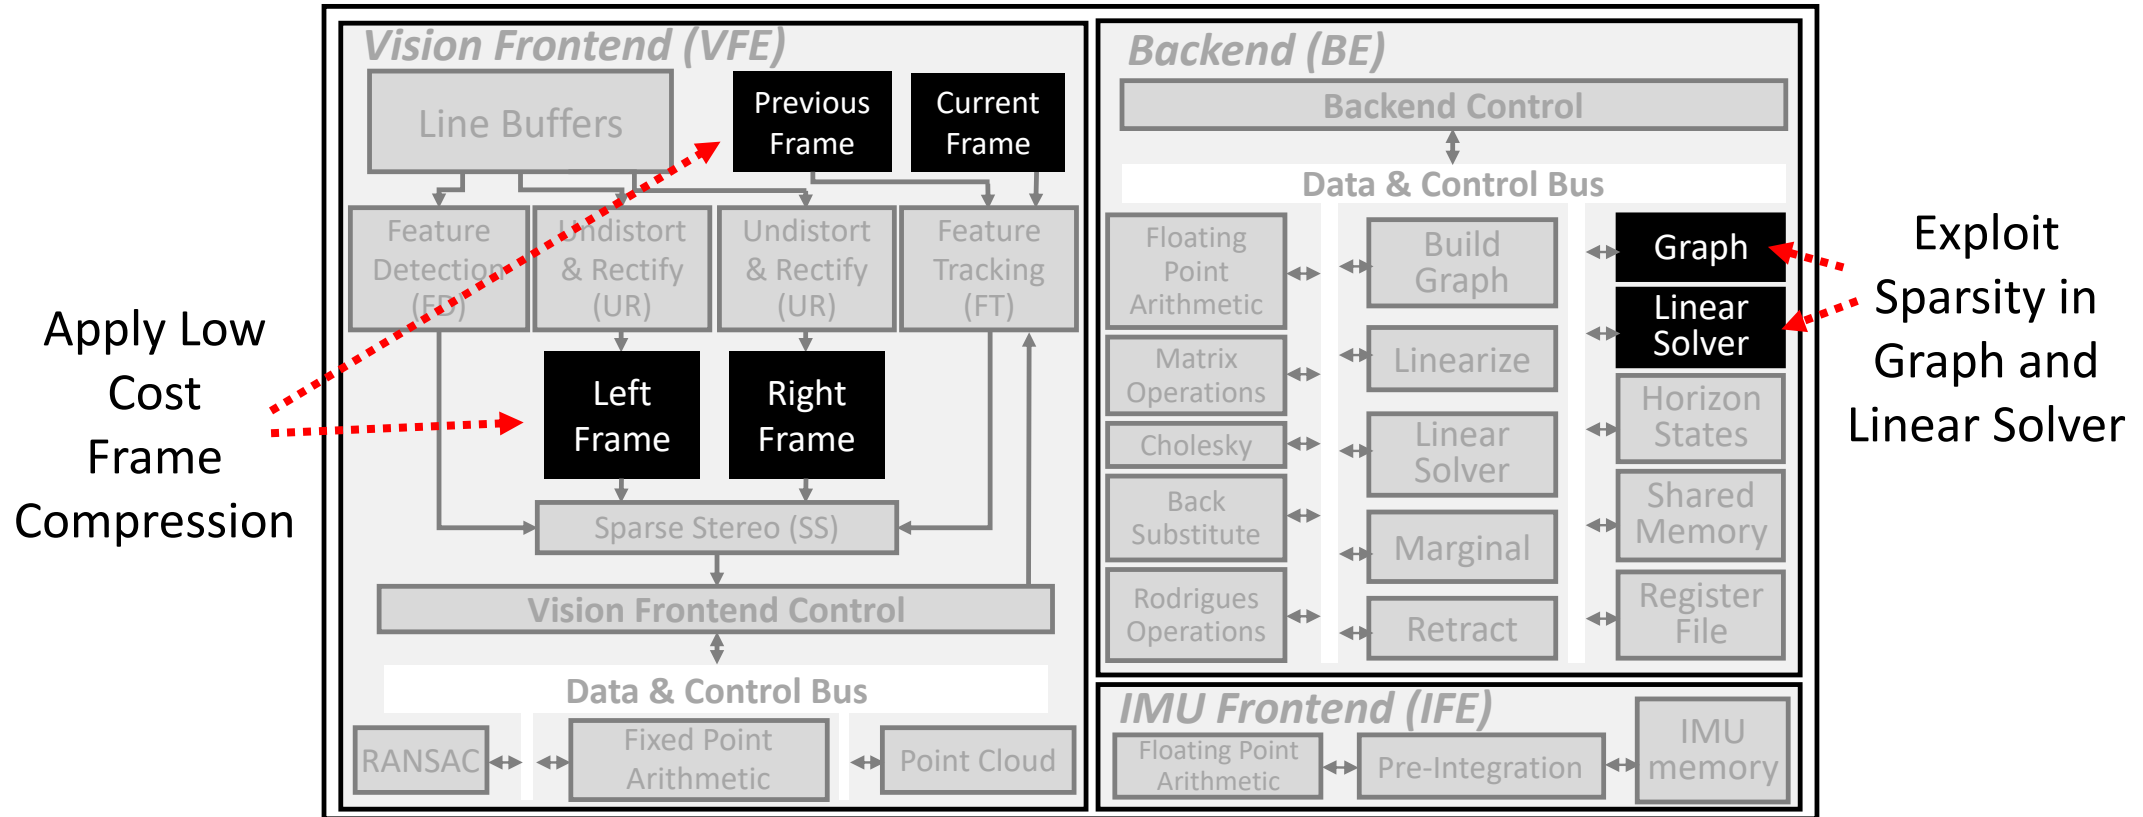 Apply Low
Cost
Frame
Compression
Vision Frontend (VFE)
Line Buffers
Previous
Frame
Current
Frame
Feature
Detection
(FD)
Undistort
& Rectify
(UR)
Undistort
& Rectify
(UR)
Feature
Tracking
(FT)
Left
Frame
Right
Frame
Sparse Stereo (SS)
Vision Frontend Control
Data & Control Bus
RANSAC
Fixed Point
Arithmetic
Point Cloud
Backend (BE)
Backend Control
Data & Control Bus
Floating
Point
Arithmetic
Matrix
Operations
Cholesky
Back
Substitute
Rodrigues
Operations
Build
Graph
Linearize
Linear
Solver
Marginal
Retract
Graph
Linear
Solver
Horizon
States
Shared
Memory
Register
File
IMU Frontend (IFE)
Floating Point
Arithmetic
Pre-Integration
IMU
memory
Exploit
Sparsity in
Graph and
Linear Solver